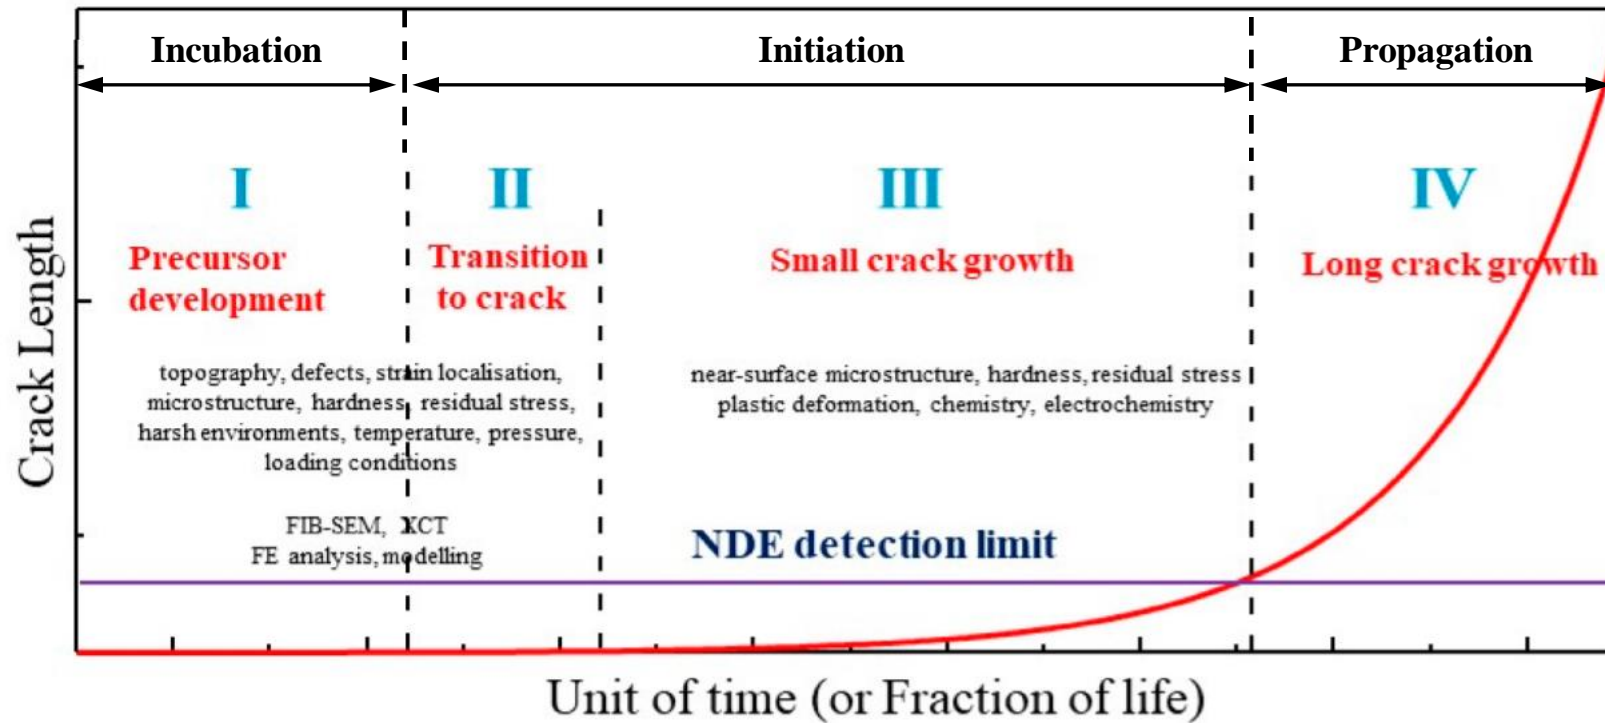 Incubation
Initiation
Propagation
I
II
III
IV
Precursor
development
Transition
to crack
Small crack growth
Long crack growth
topography, defects, strain localisation,
microstructure, hardness, residual stress,
harsh environments, temperature, pressure,
loading conditions
near-surface microstructure, hardness, residual stress
plastic deformation, chemistry, electrochemistry
FIB-SEM, XCT
FE analysis, modelling
NDE detection limit
Crack Length
Unit of time (or Fraction of life)